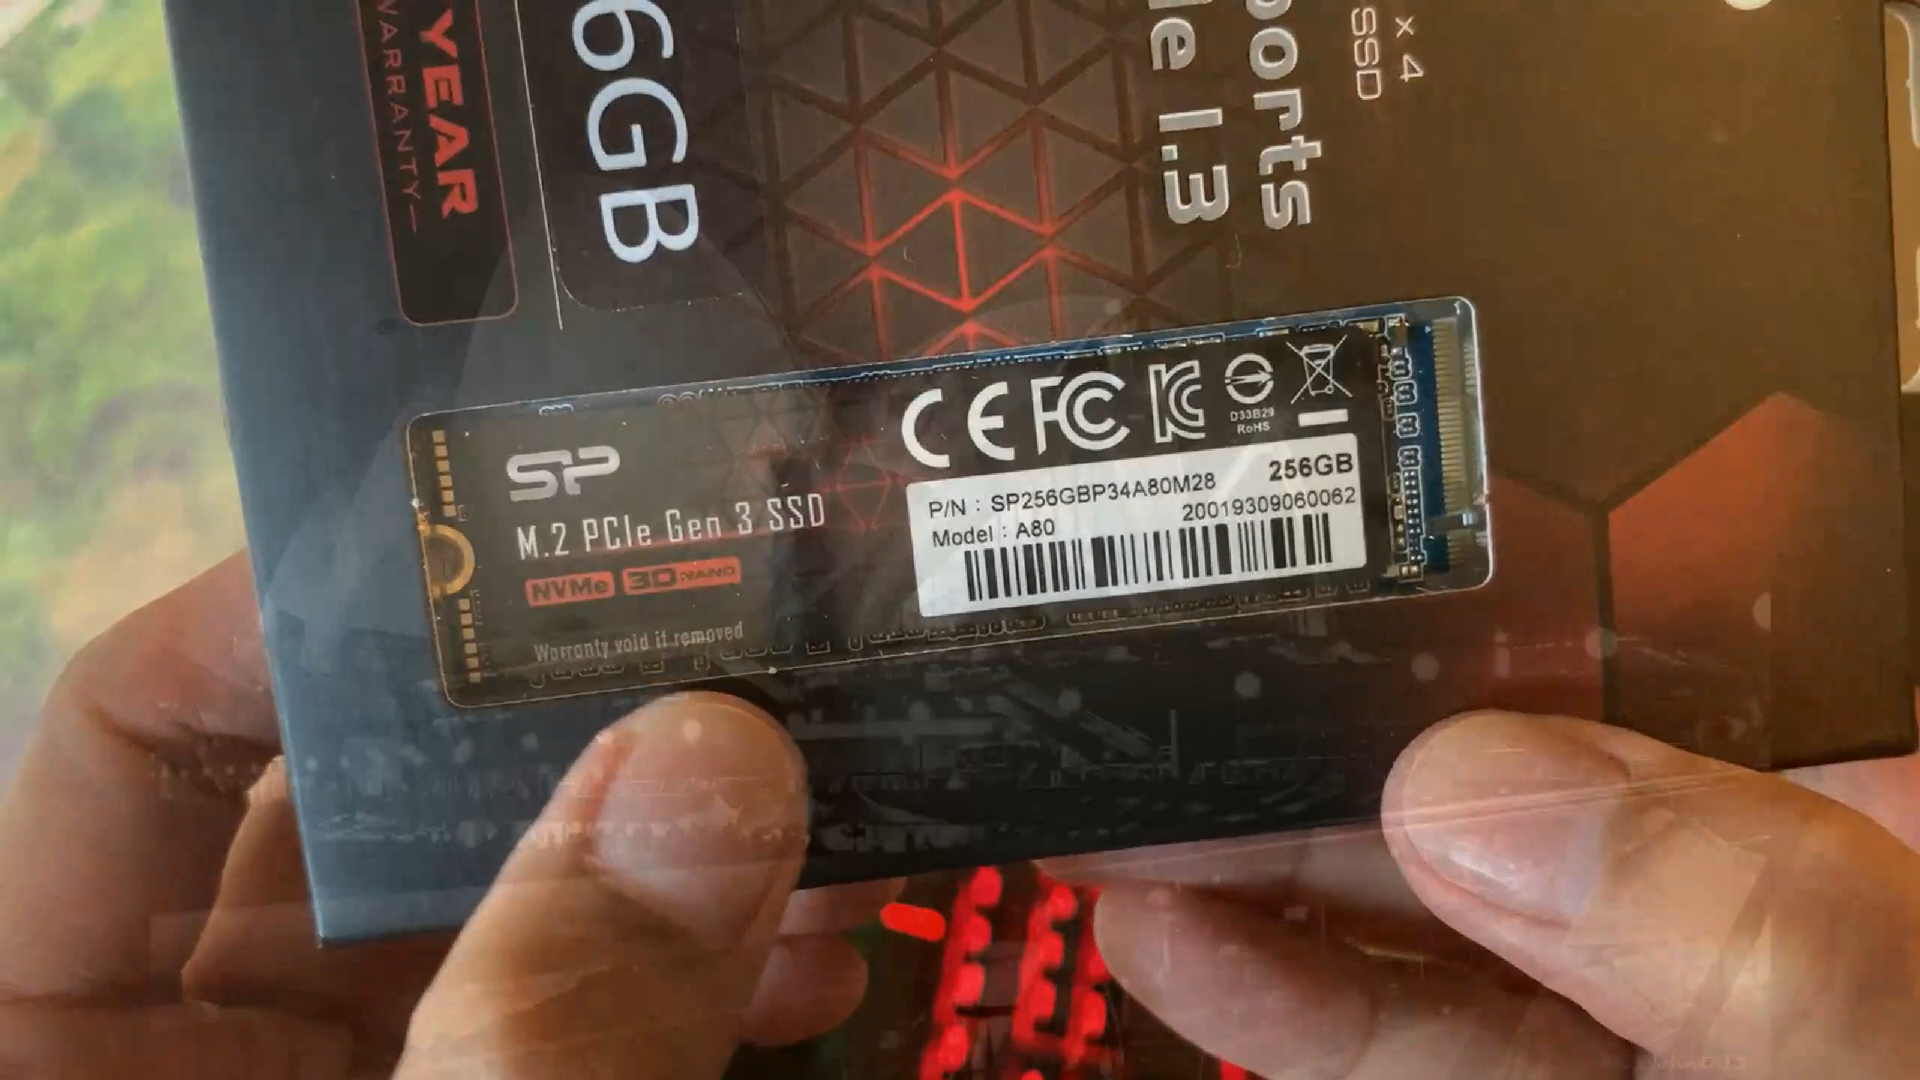 YEAR
WARRANTY
6GB
ports
e 1.3
x 4
SSD
SP
M.2 PCIe Gen 3 SSD
NVMe 3D NAND
Warranty void if removed
CE FC
D33B29
RoHS
256GB
P/N : SP256GBP34A80M28
20019309060062
Model : A80